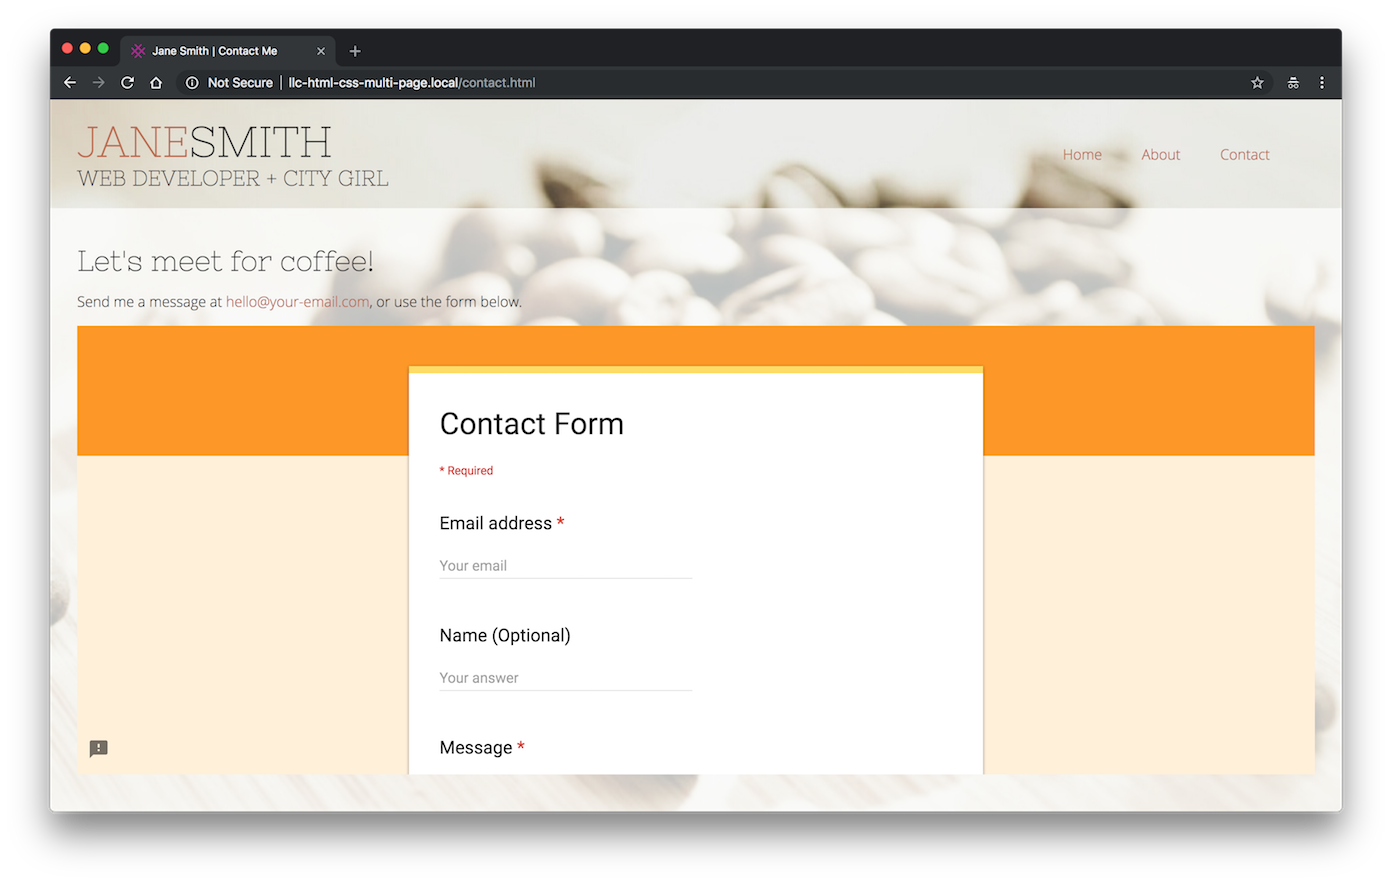 Jane Smith | Contact Me
Not Secure | llc-html-css-multi-page.local/contact.html
JANESMITH
WEB DEVELOPER + CITY GIRL
Home About Contact
Let's meet for coffee!
Send me a message at hello@your-email.com, or use the form below.
Contact Form
* Required
Email address *
Your email
Name (Optional)
Your answer
Message *